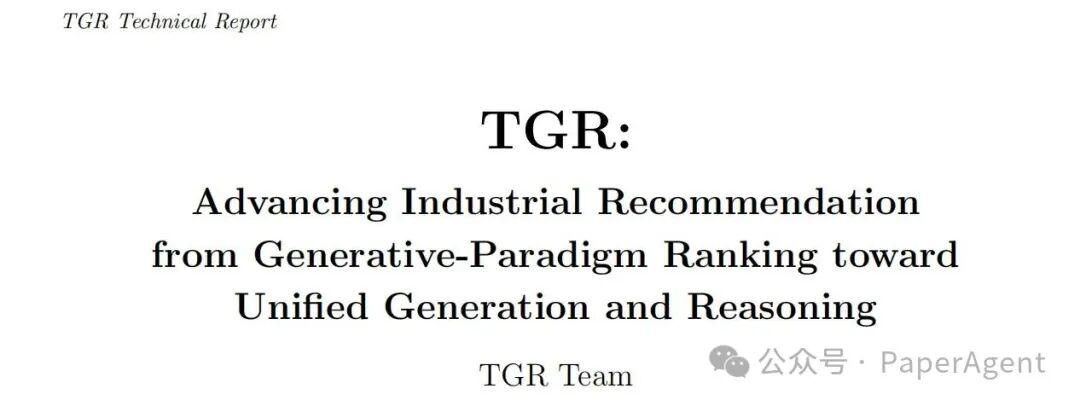 TGR Technical Report
TGR:
Advancing Industrial Recommendation
from Generative-Paradigm Ranking toward
Unified Generation and Reasoning
TGR Team
公众号 · PaperAgent